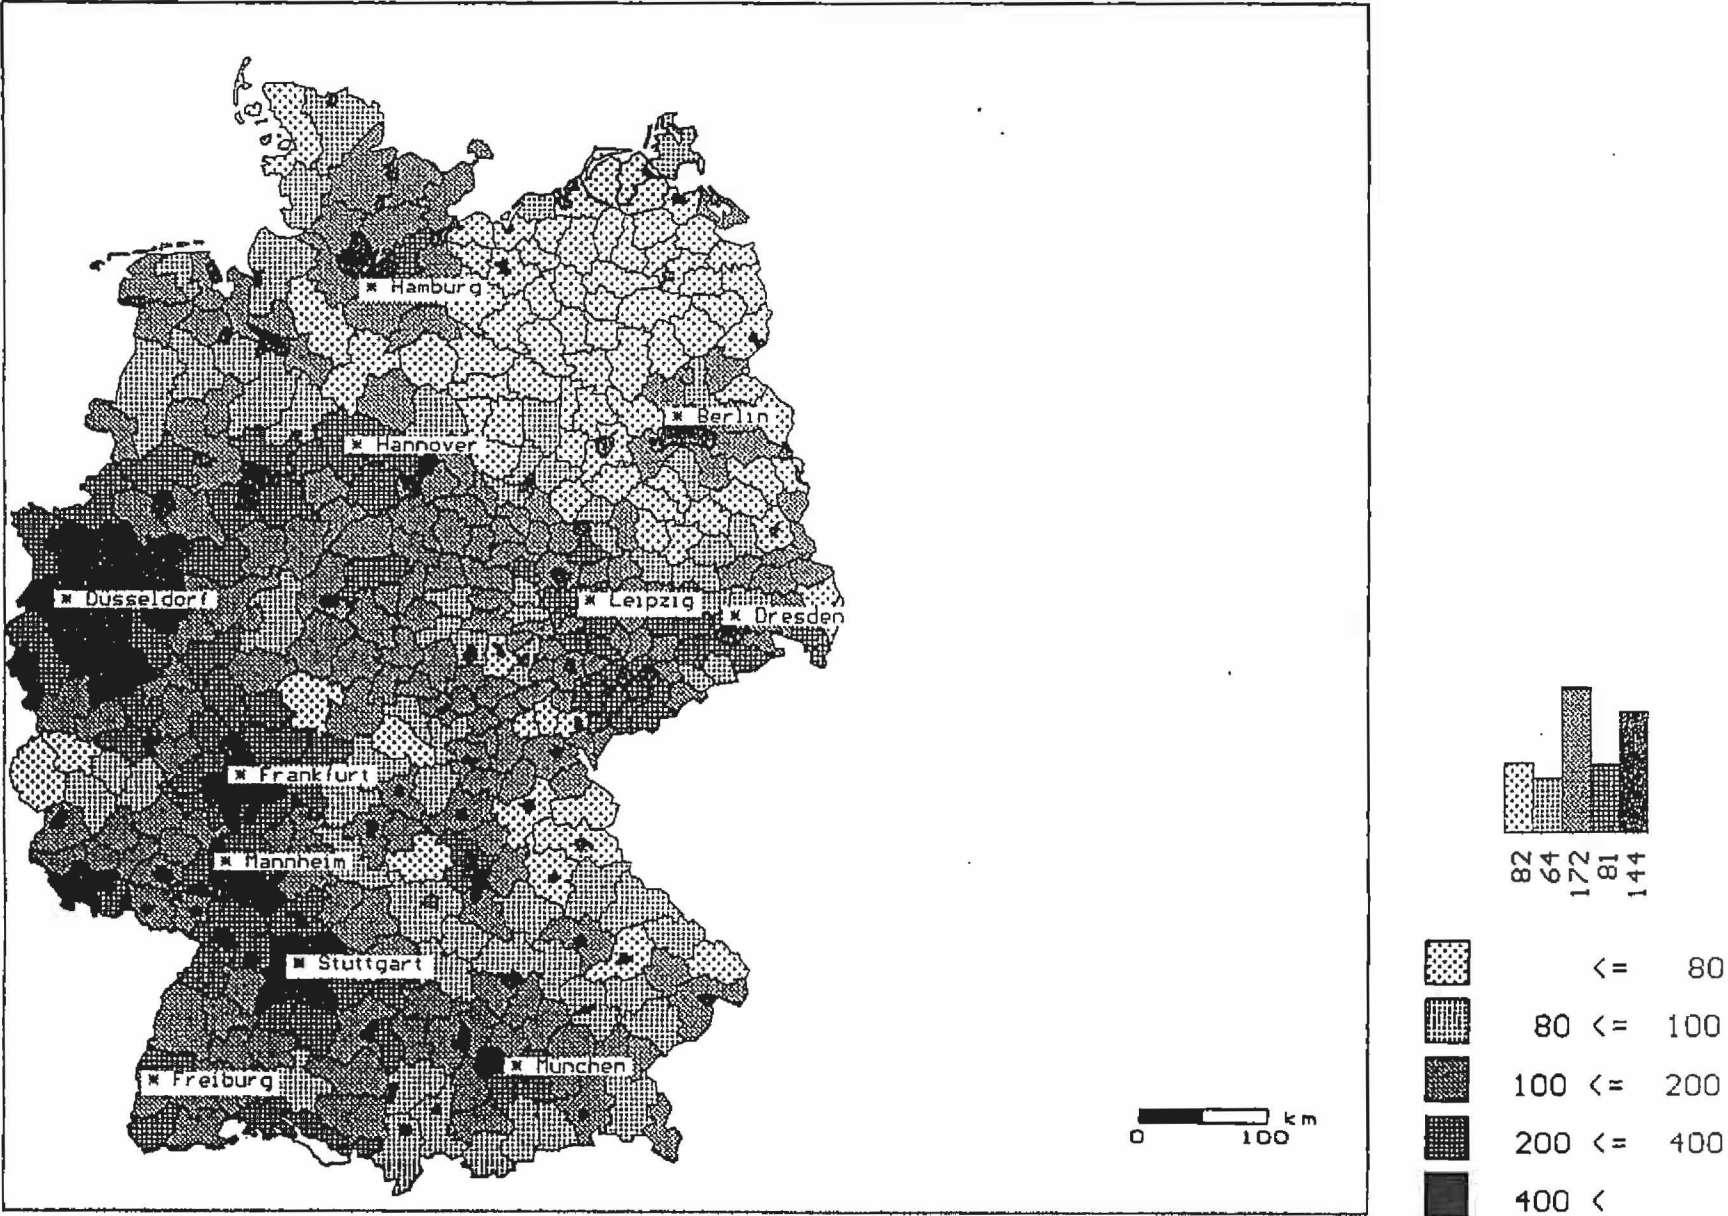 * Hamburg
* Berlin
* Hannover
* Dusseldorf
* Leipzig
* Dresden
* Frankfurt
* Mannheim
* Stuttgart
* Munchen
* Freiburg
km
0 100
82 64 172 81 144
<= 80
80 <= 100
100 <= 200
200 <= 400
400 <